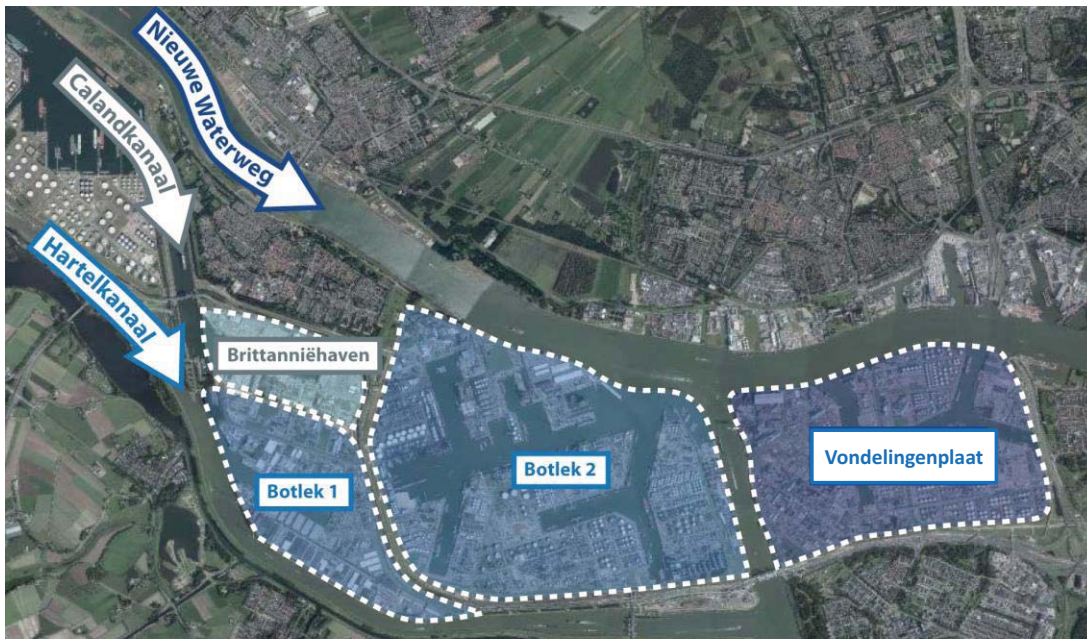 Nieuwe Waterweg
Calandkanaal
Hartelkanaal
Brittanniëhaven
Botlek 1
Botlek 2
Vondelingenplaat